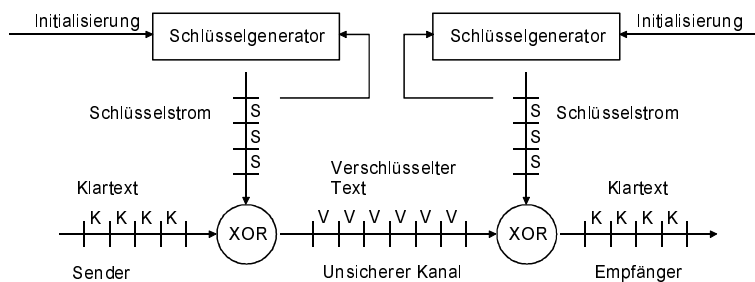 Initialisierung
Schlüsselgenerator
Schlüsselgenerator
Initialisierung
Schlüsselstrom
S
S
S
S
S
S
Schlüsselstrom
Klartext
Verschlüsselter
Text
Klartext
K K K K
XOR
V V V V V V
XOR
K K K K
Sender
Unsicherer Kanal
Empfänger